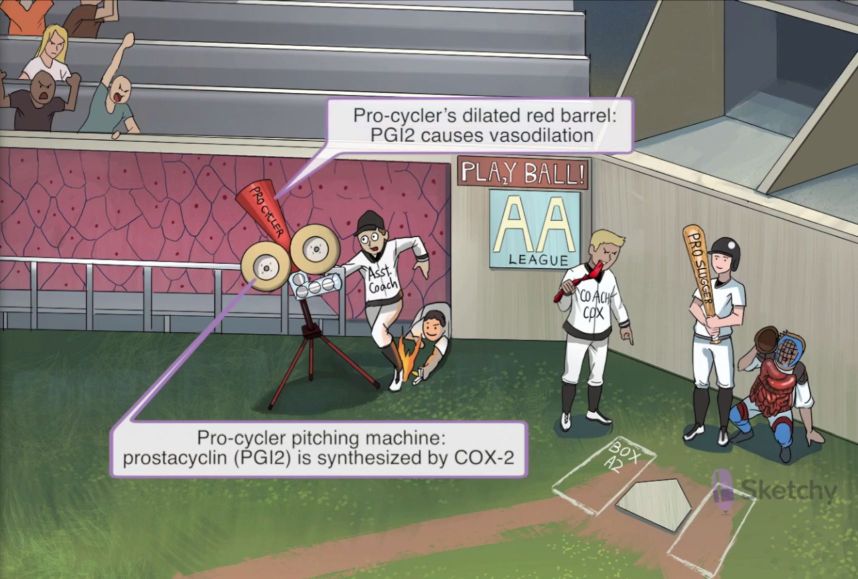 Pro-cycler's dilated red barrel:
PGI2 causes vasodilation
PLA2Y BALL!
AA
LEAGUE
PRO CYCLER
Asst.
Coach
COACH
COX
PRO SLUGGER
Pro-cycler pitching machine:
prostacyclin (PGI2) is synthesized by COX-2
BOX
A2
Sketchy